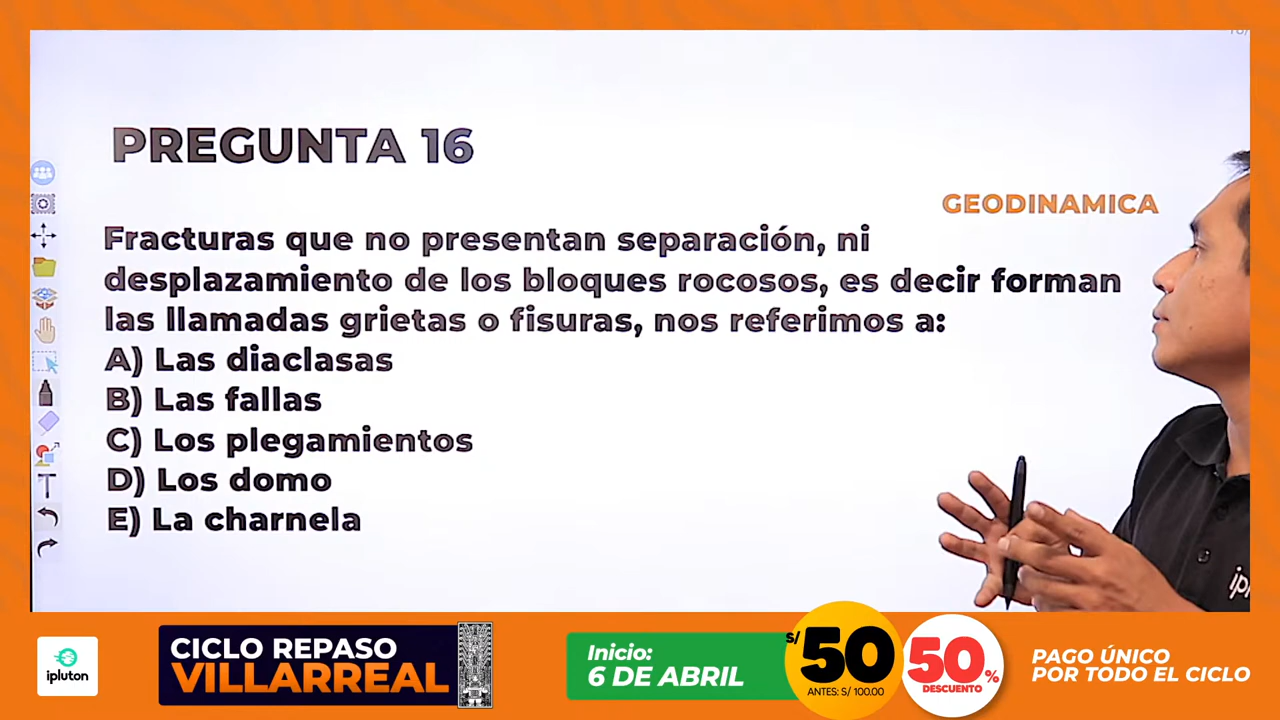 PREGUNTA 16
GEODINAMICA
Fracturas que no presentan separación, ni
desplazamiento de los bloques rocosos, es decir forman
las llamadas grietas o fisuras, nos referimos a:
A) Las diaclasas
B) Las fallas
C) Los plegamientos
D) Los domo
E) La charnela
ipluton
CICLO REPASO
VILLARREAL
Inicio:
6 DE ABRIL
S/ 50
ANTES: S/ 100.00
50%
DESCUENTO
PAGO ÚNICO
POR TODO EL CICLO